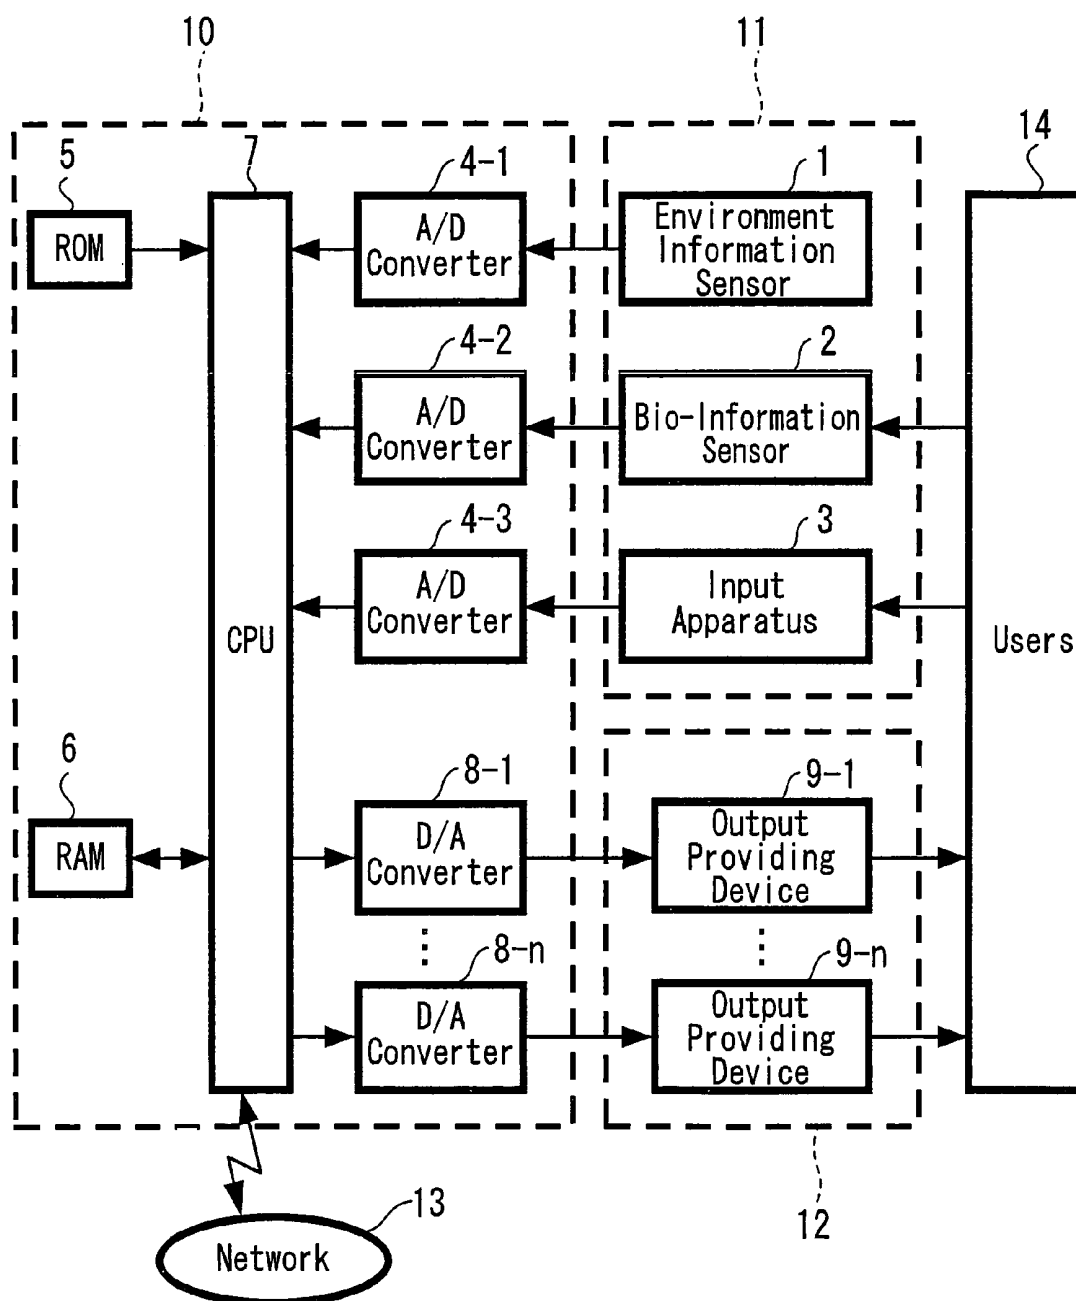 10
11
5
7
4-1
1
14
ROM
A/D
Converter
Environment
Information
Sensor
4-2
2
A/D
Converter
Bio-Information
Sensor
4-3
3
A/D
Converter
Input
Apparatus
CPU
Users
6
8-1
9-1
RAM
D/A
Converter
Output
Providing
Device
8-n
9-n
D/A
Converter
Output
Providing
Device
13
12
Network